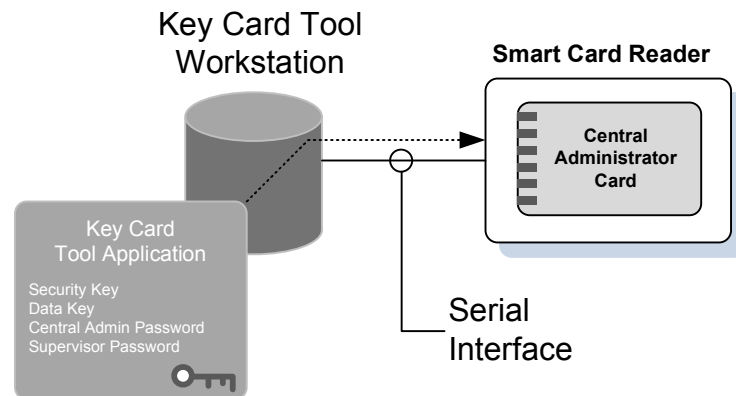 Key Card Tool
Workstation
Smart Card Reader
Central
Administrator
Card
Key Card
Tool Application
Security Key
Data Key
Central Admin Password
Supervisor Password
Serial
Interface